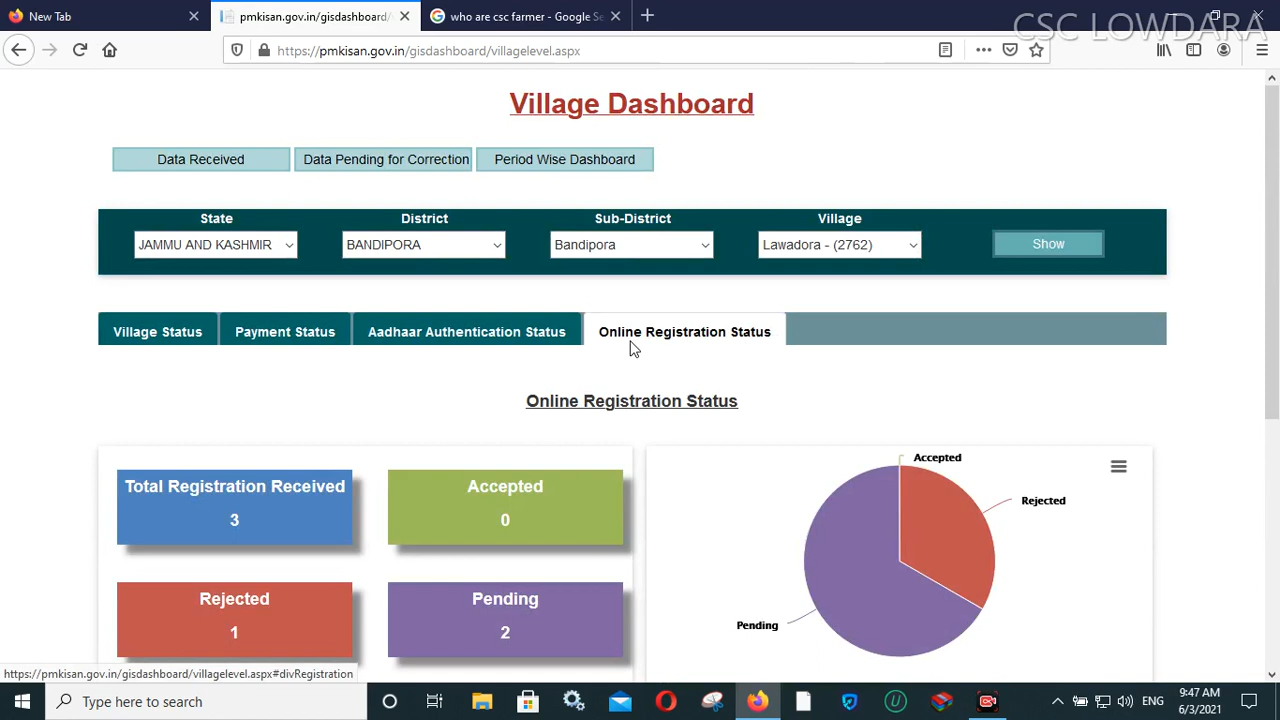 New Tab
pmkisan.gov.in/gisdashboard/
who are csc farmer - Google Se
CSC LOWDARA
https://pmkisan.gov.in/gisdashboard/villagelevel.aspx
Village Dashboard
Data Received
Data Pending for Correction
Period Wise Dashboard
State
District
Sub-District
Village
JAMMU AND KASHMIR
BANDIPORA
Bandipora
Lawadora - (2762)
Show
Village Status
Payment Status
Aadhaar Authentication Status
Online Registration Status
Online Registration Status
Total Registration Received
3
Accepted
0
Rejected
1
Pending
2
Accepted
Rejected
Pending
https://pmkisan.gov.in/gisdashboard/villagelevel.aspx#divRegistration
Type here to search
ENG
9:47 AM
6/3/2021